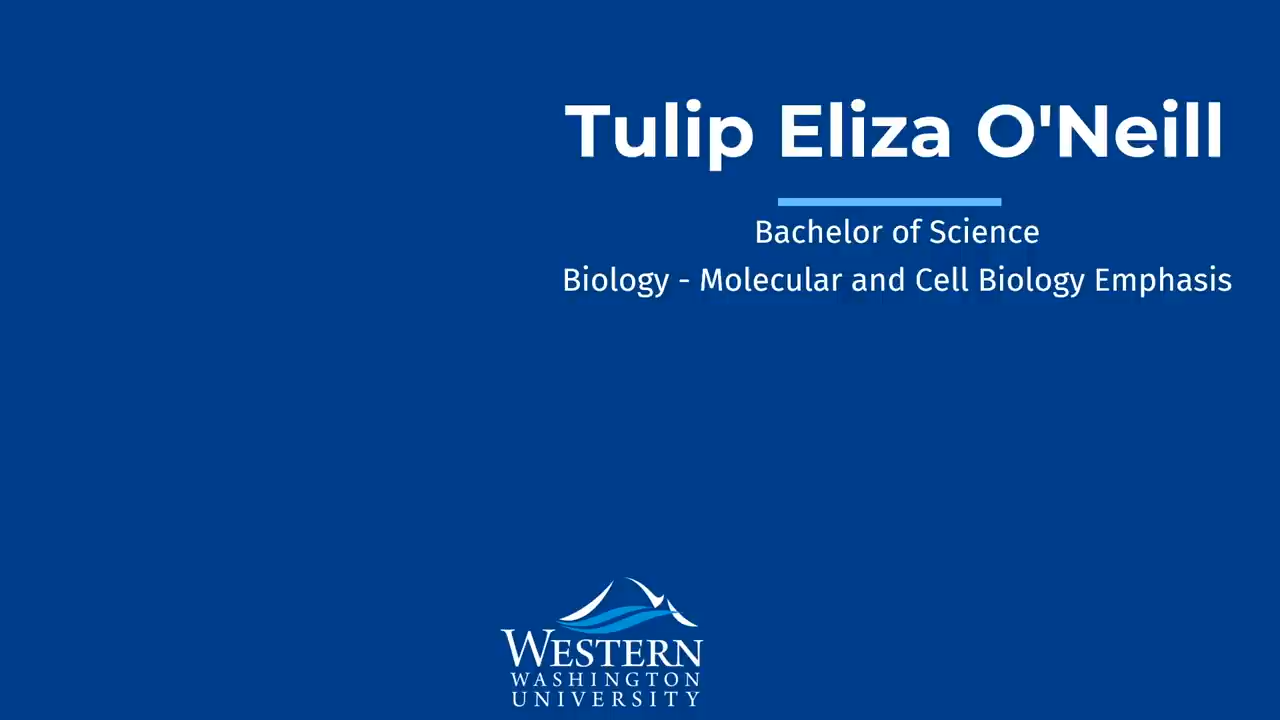 Tulip Eliza O'Neill
Bachelor of Science
Biology - Molecular and Cell Biology Emphasis
WESTERN
WASHINGTON
UNIVERSITY